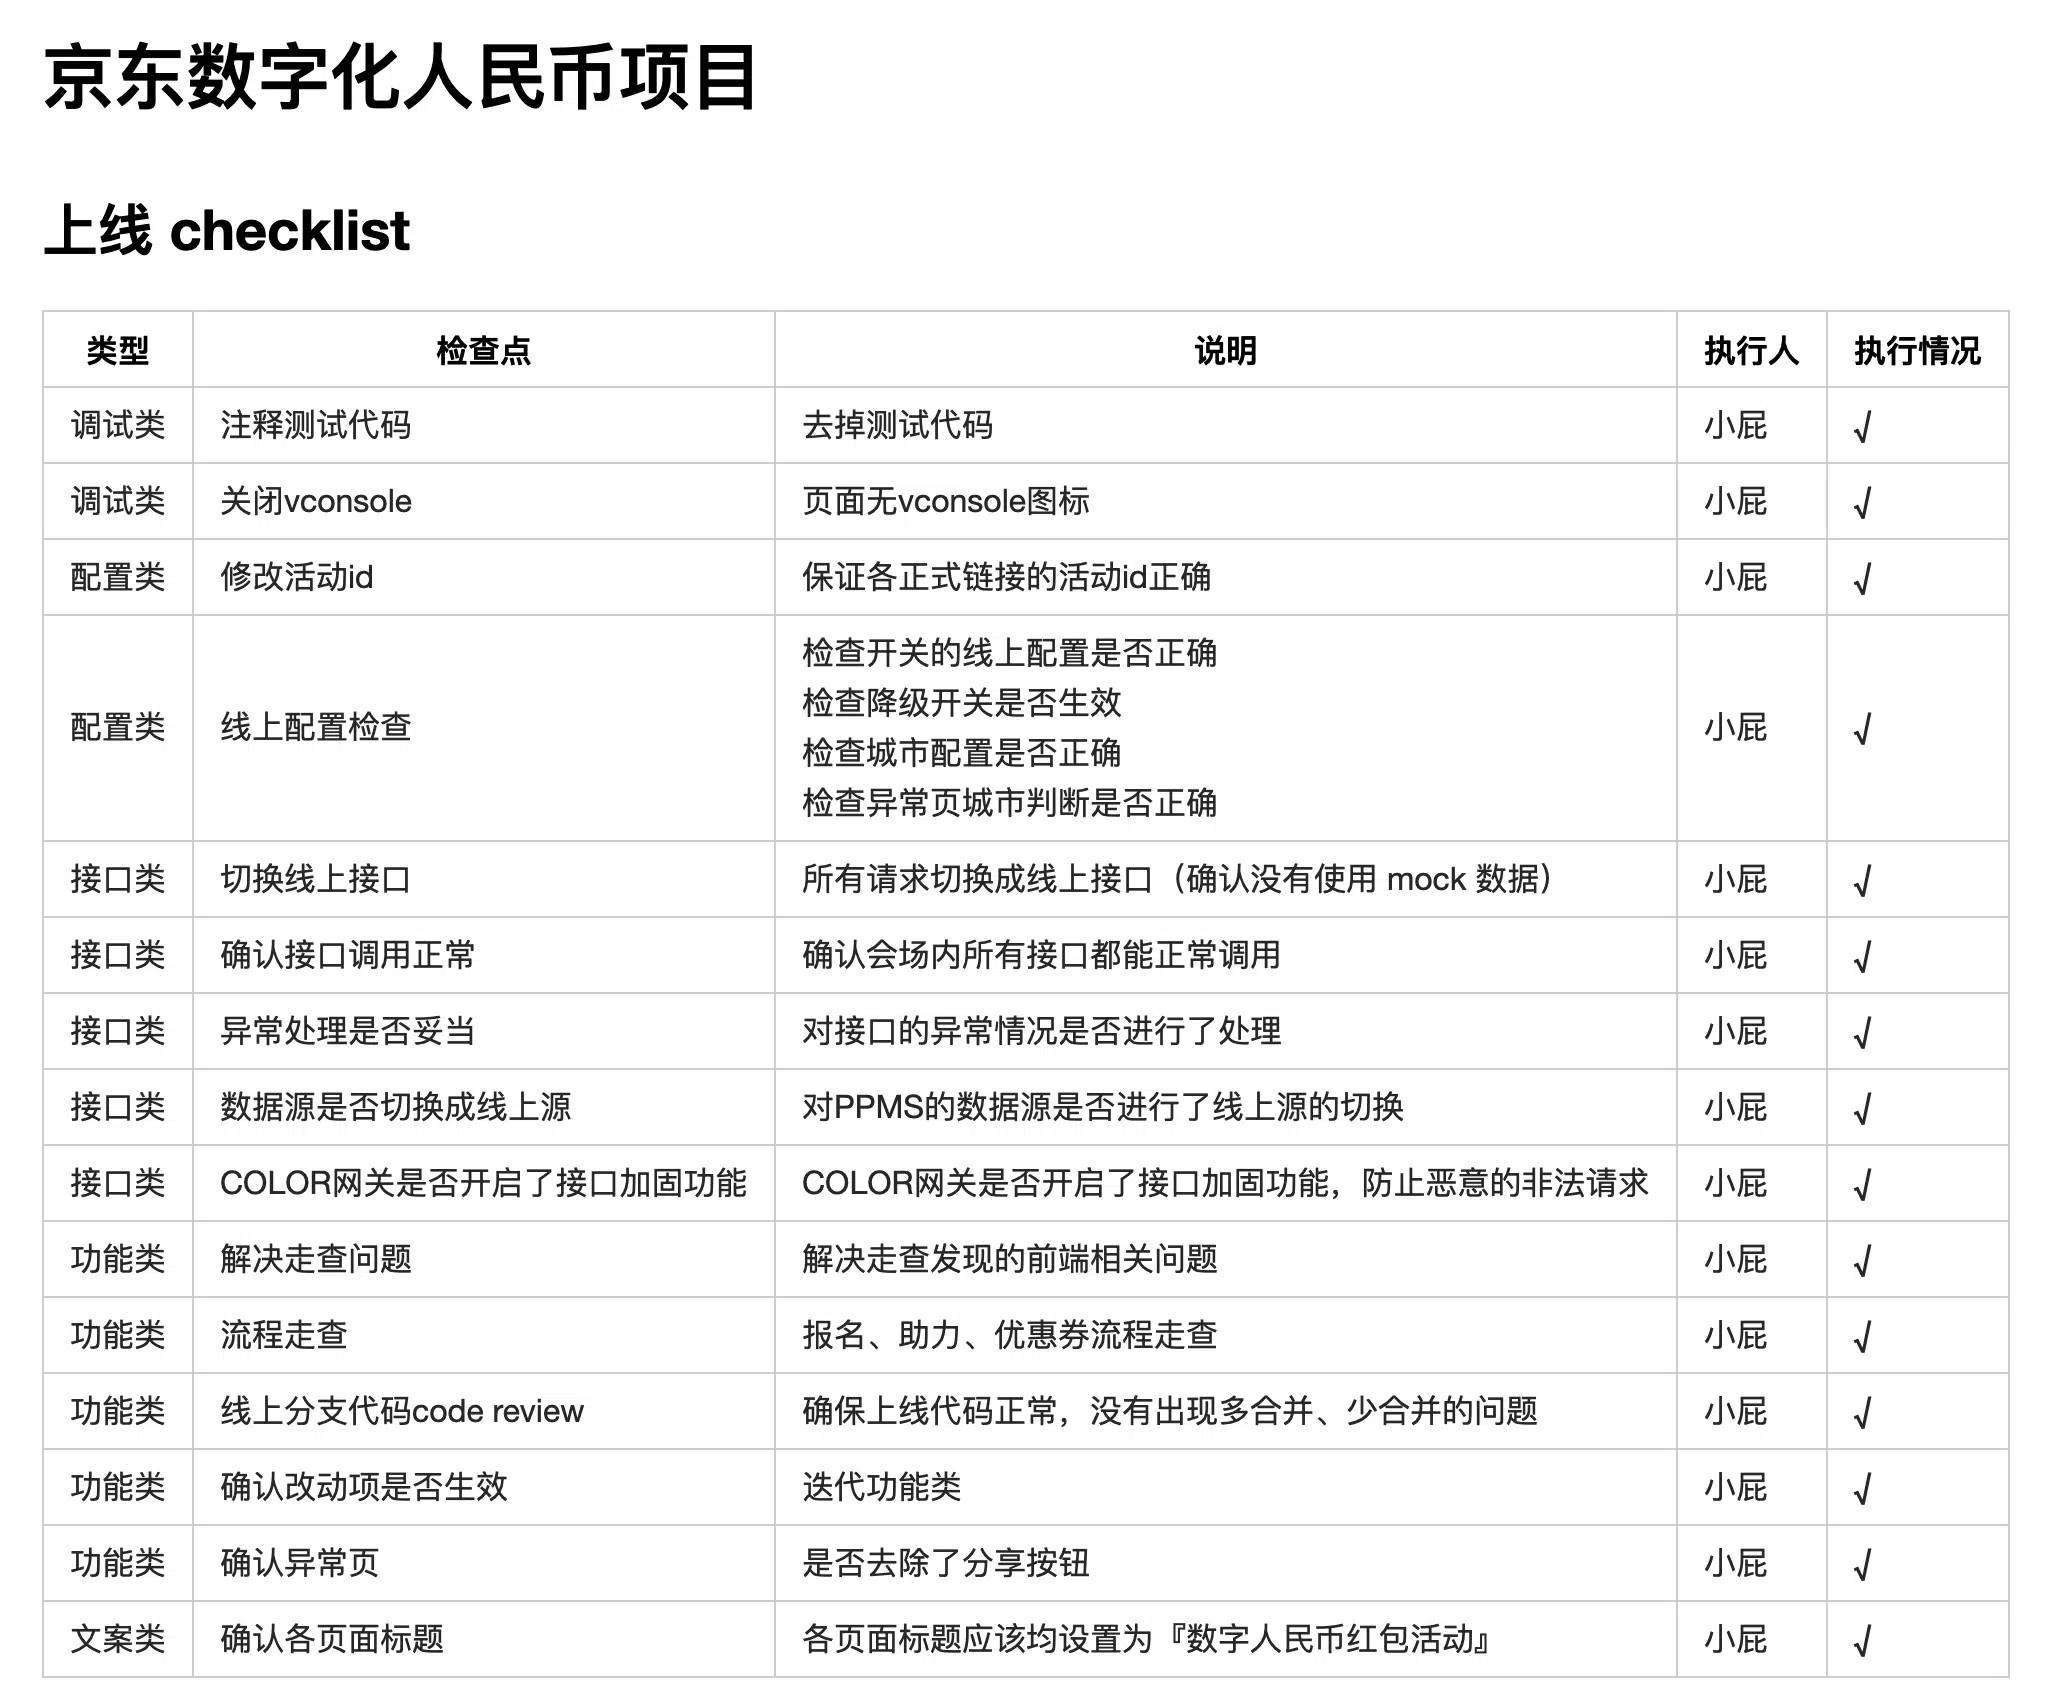 京东数字化人民币项目
上线 checklist
类型 检查点 说明 执行人 执行情况
调试类 注释测试代码 去掉测试代码 小屁 √
调试类 关闭vconsole 页面无vconsole图标 小屁 √
配置类 修改活动id 保证各正式链接的活动id正确 小屁 √
配置类 线上配置检查 检查开关的线上配置是否正确
检查降级开关是否生效
检查城市配置是否正确
检查异常页城市判断是否正确 小屁 √
接口类 切换线上接口 所有请求切换成线上接口（确认没有使用 mock 数据） 小屁 √
接口类 确认接口调用正常 确认会场内所有接口都能正常调用 小屁 √
接口类 异常处理是否妥当 对接口的异常情况是否进行了处理 小屁 √
接口类 数据源是否切换成线上源 对PPMS的数据源是否进行了线上源的切换 小屁 √
接口类 COLOR网关是否开启了接口加固功能 COLOR网关是否开启了接口加固功能，防止恶意的非法请求 小屁 √
功能类 解决走查问题 解决走查发现的前端相关问题 小屁 √
功能类 流程走查 报名、助力、优惠券流程走查 小屁 √
功能类 线上分支代码code review 确保上线代码正常，没有出现多合并、少合并的问题 小屁 √
功能类 确认改动项是否生效 迭代功能类 小屁 √
功能类 确认异常页 是否去除了分享按钮 小屁 √
文案类 确认各页面标题 各页面标题应该均设置为『数字人民币红包活动』 小屁 √